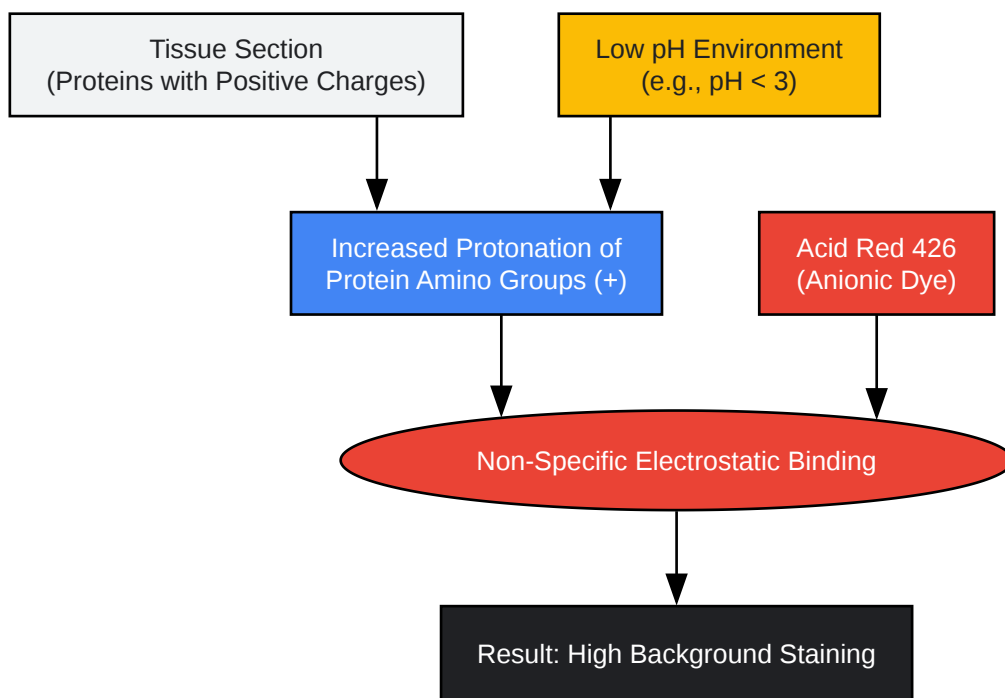 Tissue Section
(Proteins with Positive Charges)
Low pH Environment
(e.g., pH < 3)
Increased Protonation of
Protein Amino Groups (+)
Acid Red 426
(Anionic Dye)
Non-Specific Electrostatic Binding
Result: High Background Staining